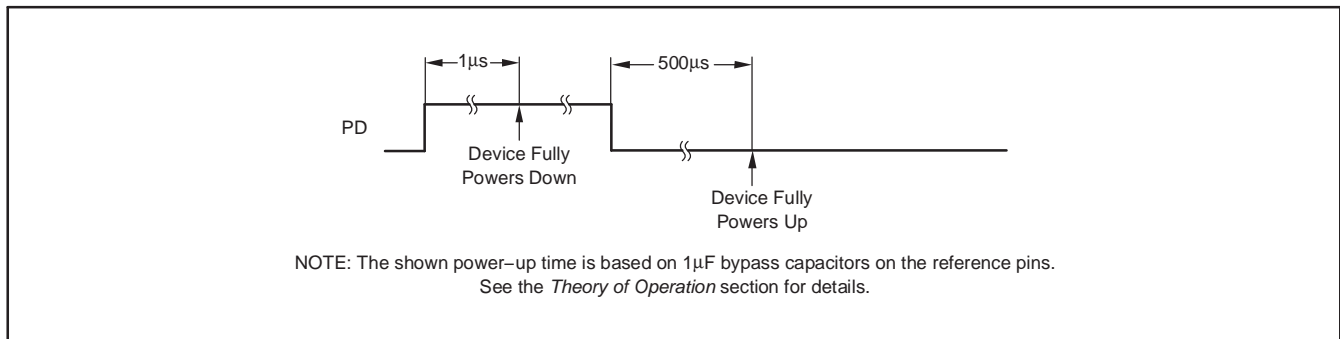 1μs
500μs
PD
Device Fully
Powers Down
Device Fully
Powers Up
NOTE: The shown power−up time is based on 1μF bypass capacitors on the reference pins.
See the Theory of Operation section for details.